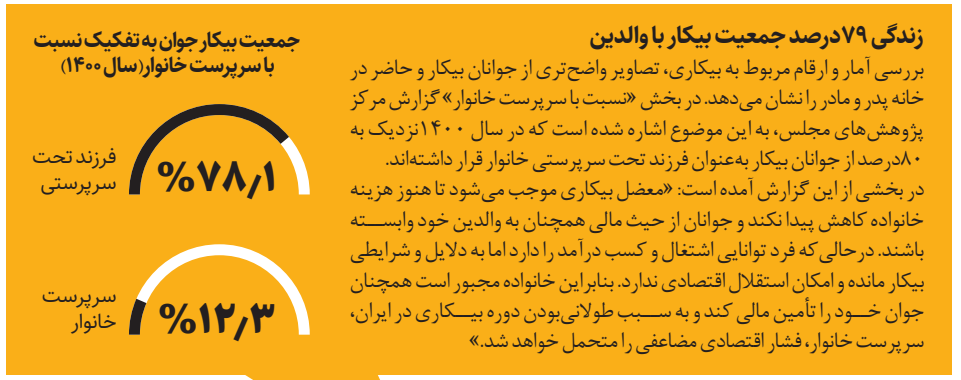 زندگی ۷۹درصد جمعیت بیکار با والدین
بررسی آمار و ارقام مربوط به بیکاری، تصاویر واضح‌تری از جوانان بیکار و حاضر در
خانه پدر و مادر را نشان می‌دهد. در بخش «نسبت با سرپرست خانوار» گزارش مرکز
پژوهش‌های مجلس، به این موضوع اشاره شده است که در سال ۱۴۰۰نزدیک به
۸۰درصد از جوانان بیکار به‌عنوان فرزند تحت سرپرستی خانوار قرار داشته‌اند.
در بخشی از این گزارش آمده است: «معضل بیکاری موجب می‌شود تا هنوز هزینه
خانواده کاهش پیدا نکند و جوانان از حیث مالی همچنان به والدین خود وابسته
باشند. درحالی‌که فرد توانایی اشتغال و کسب درآمد را دارد اما به دلایل و شرایطی
بیکار مانده و امکان استقلال اقتصادی ندارد. بنابراین خانواده مجبور است همچنان
جوان خود را تأمین مالی کند و به سبب طولانی‌بودن دوره بیکاری در ایران،
سرپرست خانوار، فشار اقتصادی مضاعفی را متحمل خواهد شد.»
جمعیت بیکار جوان به تفکیک نسبت
با سرپرست خانوار(سال ۱۴۰۰)
%۷۸٫۱
فرزند تحت
سرپرستی
%۱۲٫۳
سرپرست
خانوار